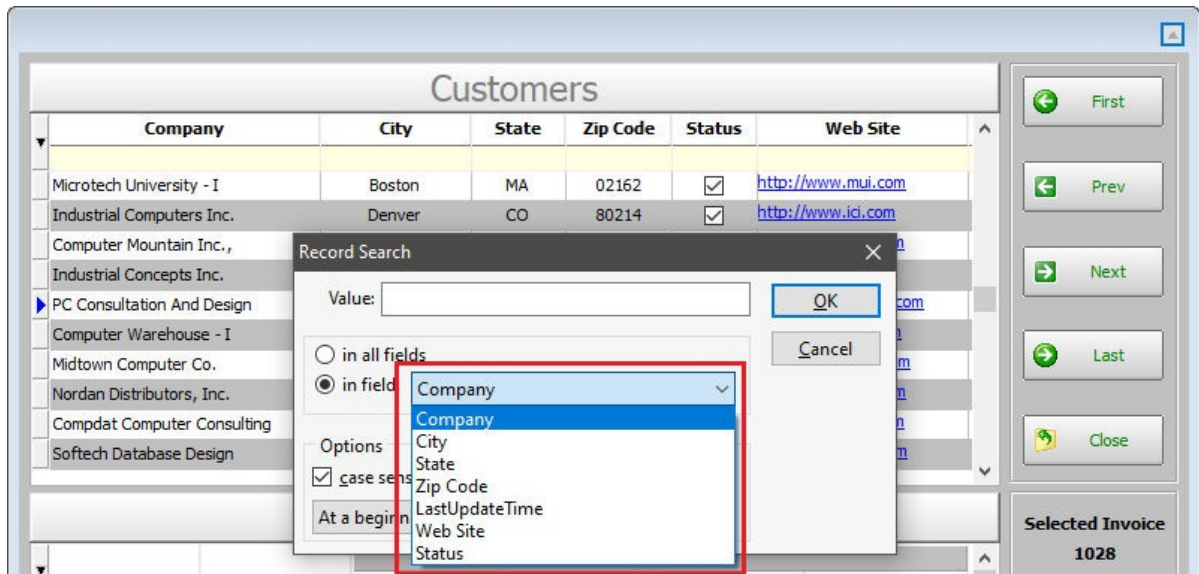 Customers
Company City State Zip Code Status Web Site
Microtech University - I Boston MA 02162 http://www.mui.com
Industrial Computers Inc. Denver CO 80214 http://www.ici.com
Computer Mountain Inc.,
Industrial Concepts Inc.
PC Consultation And Design com
Computer Warehouse - I
Midtown Computer Co. m
Nordan Distributors, Inc.
Compdat Computer Consulting
Softech Database Design m
Record Search
Value:
OK
Cancel
in all fields
in field Company
Company
City
State
Zip Code
LastUpdateTime
Web Site
Status
Options
case sens
At a beginn
First
Prev
Next
Last
Close
Selected Invoice
1028